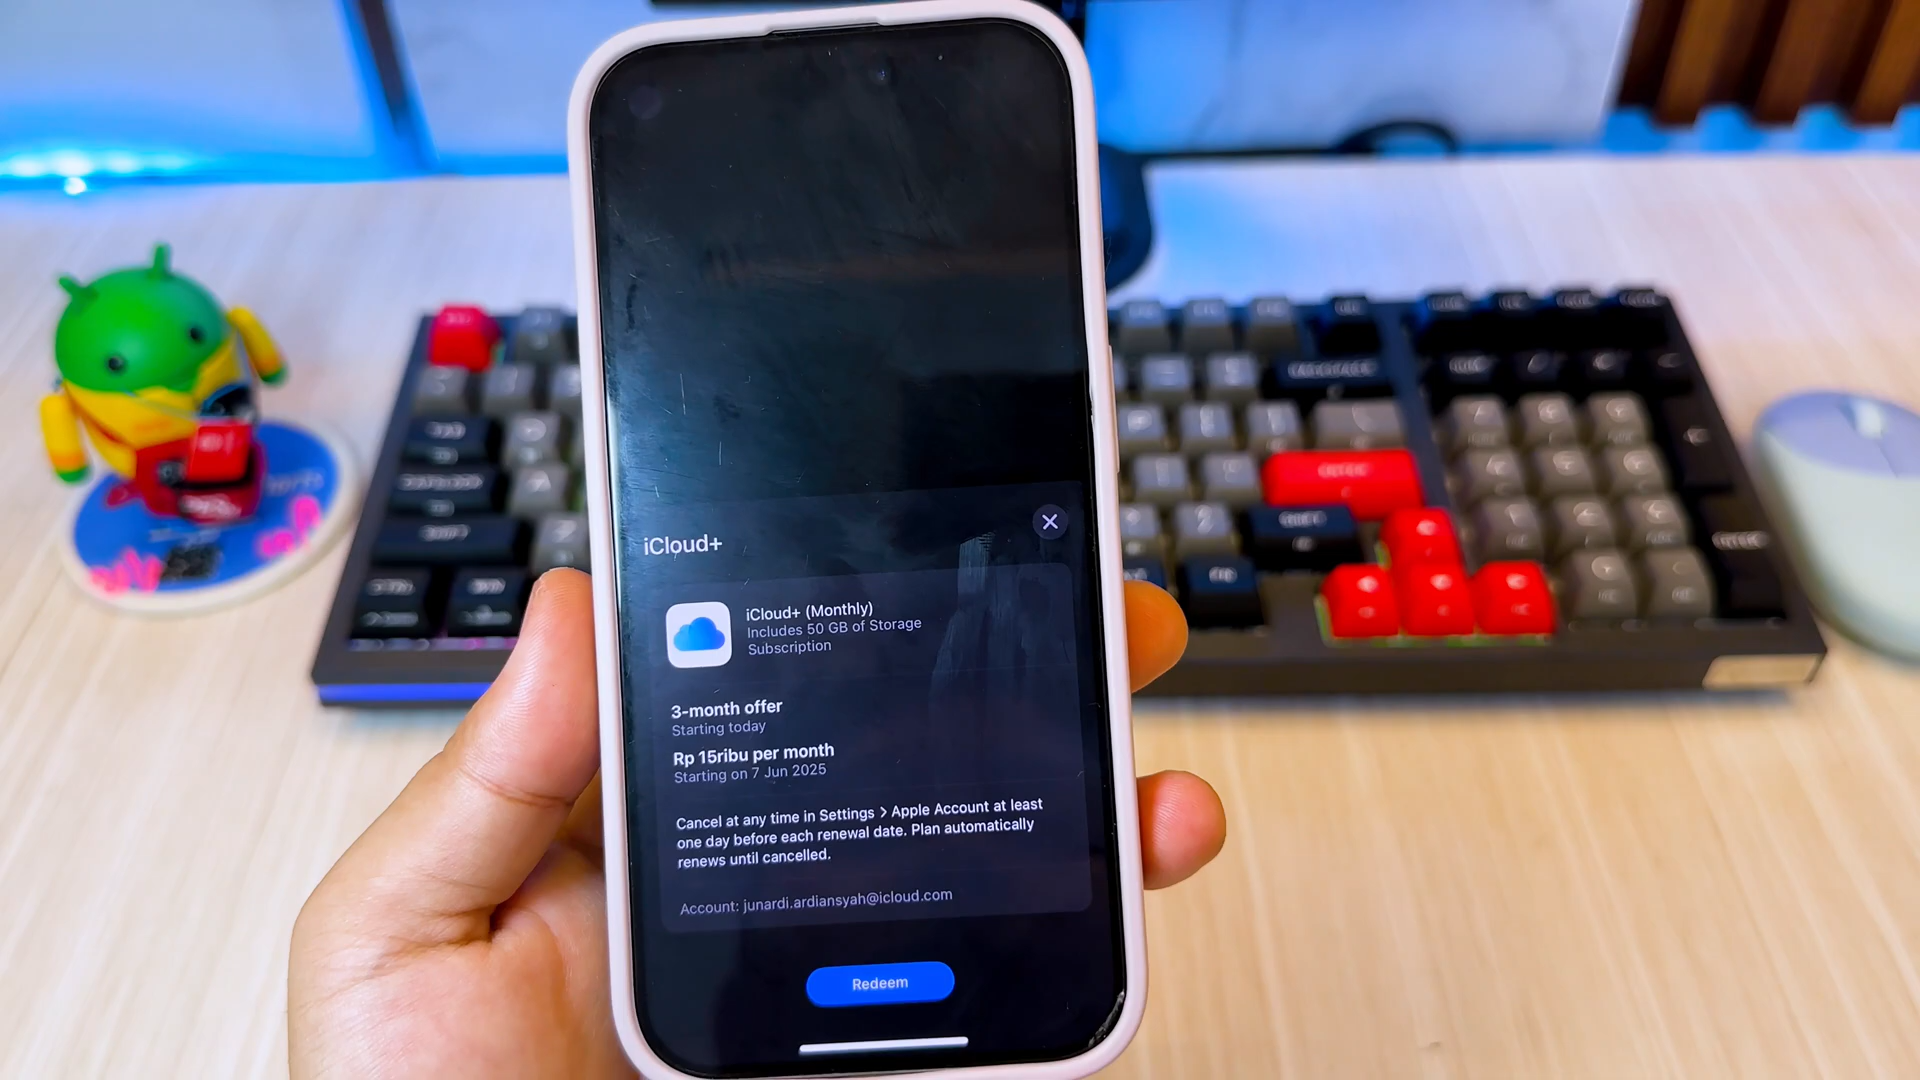 iCloud+
iCloud+ (Monthly)
Includes 50 GB of Storage
Subscription
3-month offer
Starting today
Rp 15ribu per month
Starting on 7 Jun 2025
Cancel at any time in Settings > Apple Account at least
one day before each renewal date. Plan automatically
renews until cancelled.
Account: junardi.ardiansyah@icloud.com
Redeem